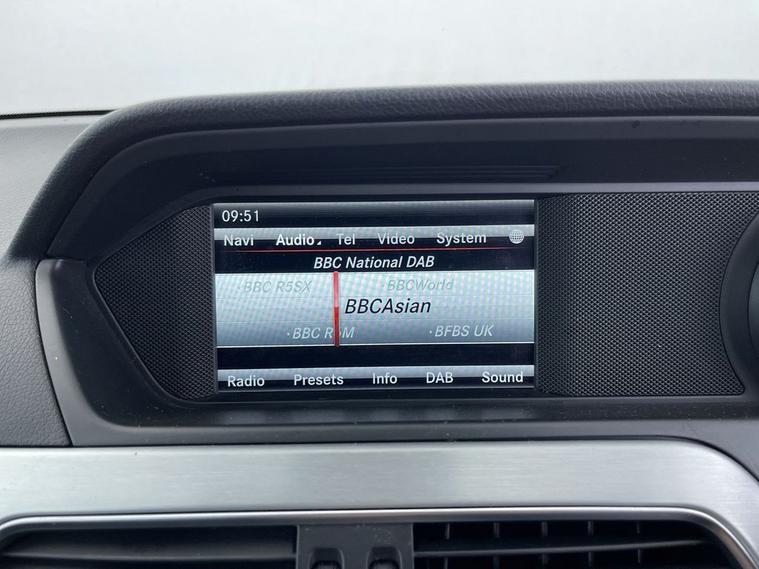 09:51
Navi Audio Tel Video System
BBC National DAB
BBC R5SX ·BBCWorld
BBCAsian
·BBC R6M ·BFBS UK
Radio Presets Info DAB Sound